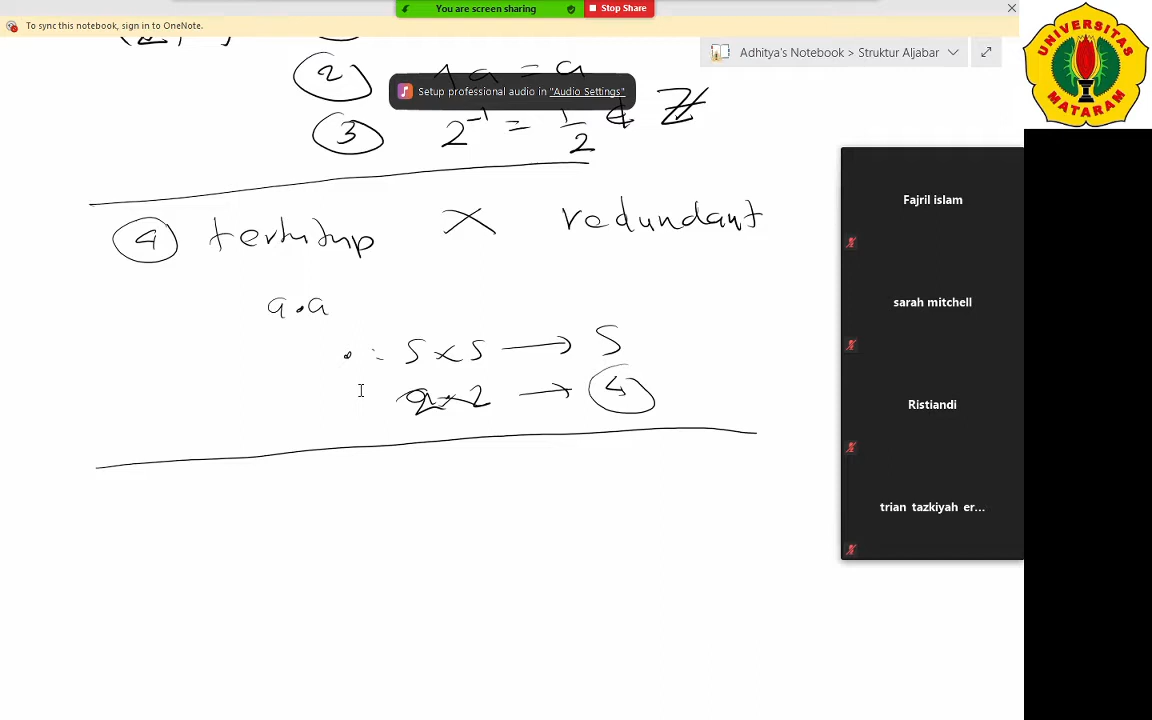 You are screen sharing
Stop Share
To sync this notebook, sign in to OneNote.
Adhitya's Notebook > Struktur Aljabar
② 1a = a
Setup professional audio in "Audio Settings"
③ 2⁻¹ = 1/2 ∉ ℤ
④ tertutup X redundant
a.a
• : S × S → S
2 → ④
Fajril islam
sarah mitchell
Ristiandi
trian tazkiyah er...
UNIVERSITAS
MATARAM